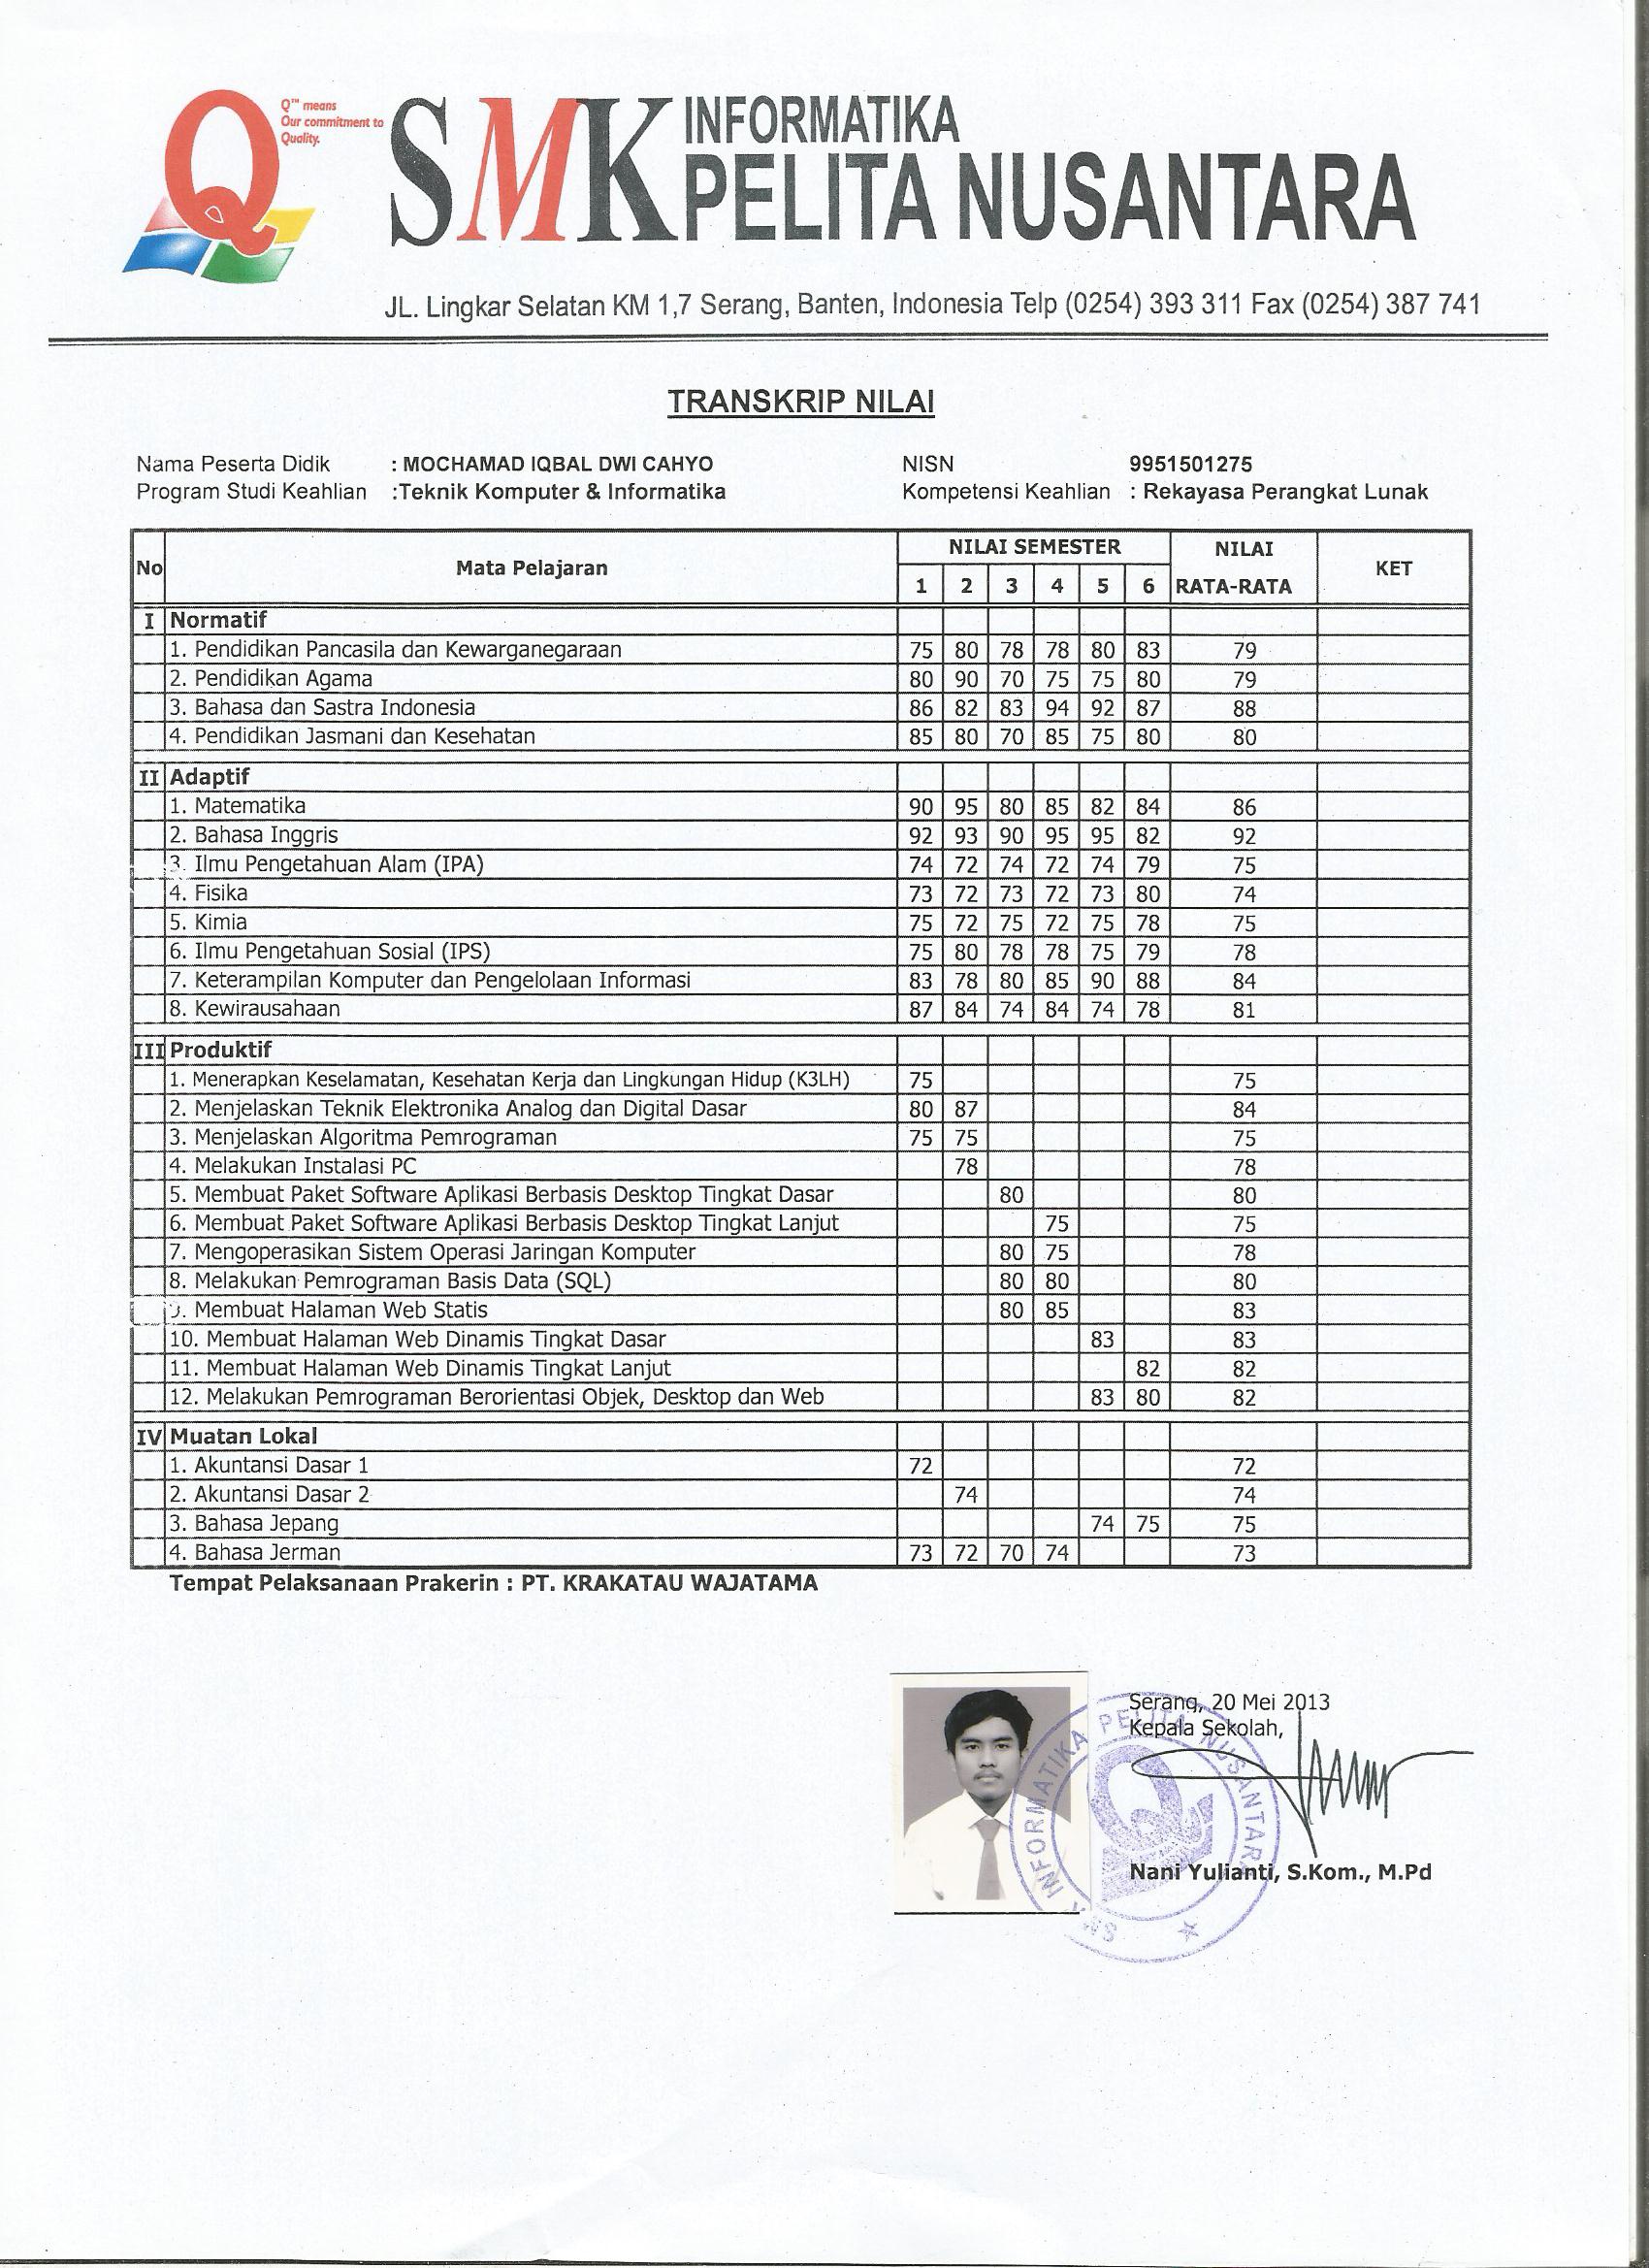 Q™ means
Our commitment to
Quality.
SMK INFORMATIKA
PELITA NUSANTARA
JL. Lingkar Selatan KM 1,7 Serang, Banten, Indonesia Telp (0254) 393 311 Fax (0254) 387 741
TRANSKRIP NILAI
Nama Peserta Didik : MOCHAMAD IQBAL DWI CAHYO NISN 9951501275
Program Studi Keahlian :Teknik Komputer & Informatika Kompetensi Keahlian : Rekayasa Perangkat Lunak
No Mata Pelajaran NILAI SEMESTER NILAI RATA-RATA KET
1 2 3 4 5 6
I Normatif
1. Pendidikan Pancasila dan Kewarganegaraan 75 80 78 78 80 83 79
2. Pendidikan Agama 80 90 70 75 75 80 79
3. Bahasa dan Sastra Indonesia 86 82 83 94 92 87 88
4. Pendidikan Jasmani dan Kesehatan 85 80 70 85 75 80 80
II Adaptif
1. Matematika 90 95 80 85 82 84 86
2. Bahasa Inggris 92 93 90 95 95 82 92
3. Ilmu Pengetahuan Alam (IPA) 74 72 74 72 74 79 75
4. Fisika 73 72 73 72 73 80 74
5. Kimia 75 72 75 72 75 78 75
6. Ilmu Pengetahuan Sosial (IPS) 75 80 78 78 75 79 78
7. Keterampilan Komputer dan Pengelolaan Informasi 83 78 80 85 90 88 84
8. Kewirausahaan 87 84 74 84 74 78 81
III Produktif
1. Menerapkan Keselamatan, Kesehatan Kerja dan Lingkungan Hidup (K3LH) 75 75
2. Menjelaskan Teknik Elektronika Analog dan Digital Dasar 80 87 84
3. Menjelaskan Algoritma Pemrograman 75 75 75
4. Melakukan Instalasi PC 78 78
5. Membuat Paket Software Aplikasi Berbasis Desktop Tingkat Dasar 80 80
6. Membuat Paket Software Aplikasi Berbasis Desktop Tingkat Lanjut 75 75
7. Mengoperasikan Sistem Operasi Jaringan Komputer 80 75 78
8. Melakukan Pemrograman Basis Data (SQL) 80 80 80
9. Membuat Halaman Web Statis 80 85 83
10. Membuat Halaman Web Dinamis Tingkat Dasar 83 83
11. Membuat Halaman Web Dinamis Tingkat Lanjut 82 82
12. Melakukan Pemrograman Berorientasi Objek, Desktop dan Web 83 80 82
IV Muatan Lokal
1. Akuntansi Dasar 1 72 72
2. Akuntansi Dasar 2 74 74
3. Bahasa Jepang 74 75 75
4. Bahasa Jerman 73 72 70 74 73
Tempat Pelaksanaan Prakerin : PT. KRAKATAU WAJATAMA
Serang, 20 Mei 2013
Kepala Sekolah,
SMK INFORMATIKA PELITA NUSANTARA
Nani Yulianti, S.Kom., M.Pd